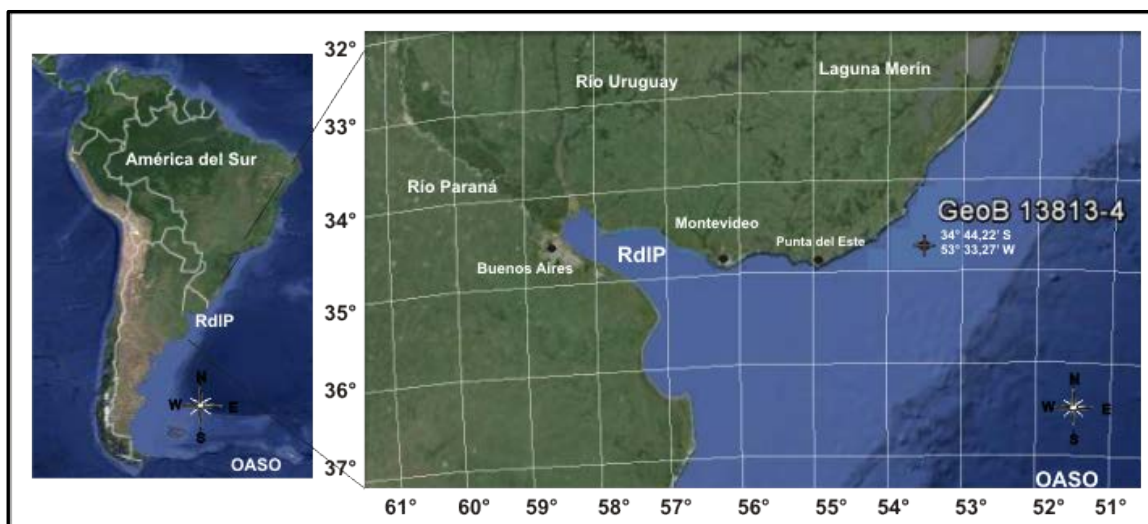 América del Sur
RdlP
N
W E
S
OASO
32°
33°
34°
35°
36°
37°
Río Uruguay
Laguna Merín
Río Paraná
Montevideo
GeoB 13813-4
34° 44,22' S
53° 33,27' W
Punta del Este
RdlP
Buenos Aires
N
W E
S
OASO
61° 60° 59° 58° 57° 56° 55° 54° 53° 52° 51°